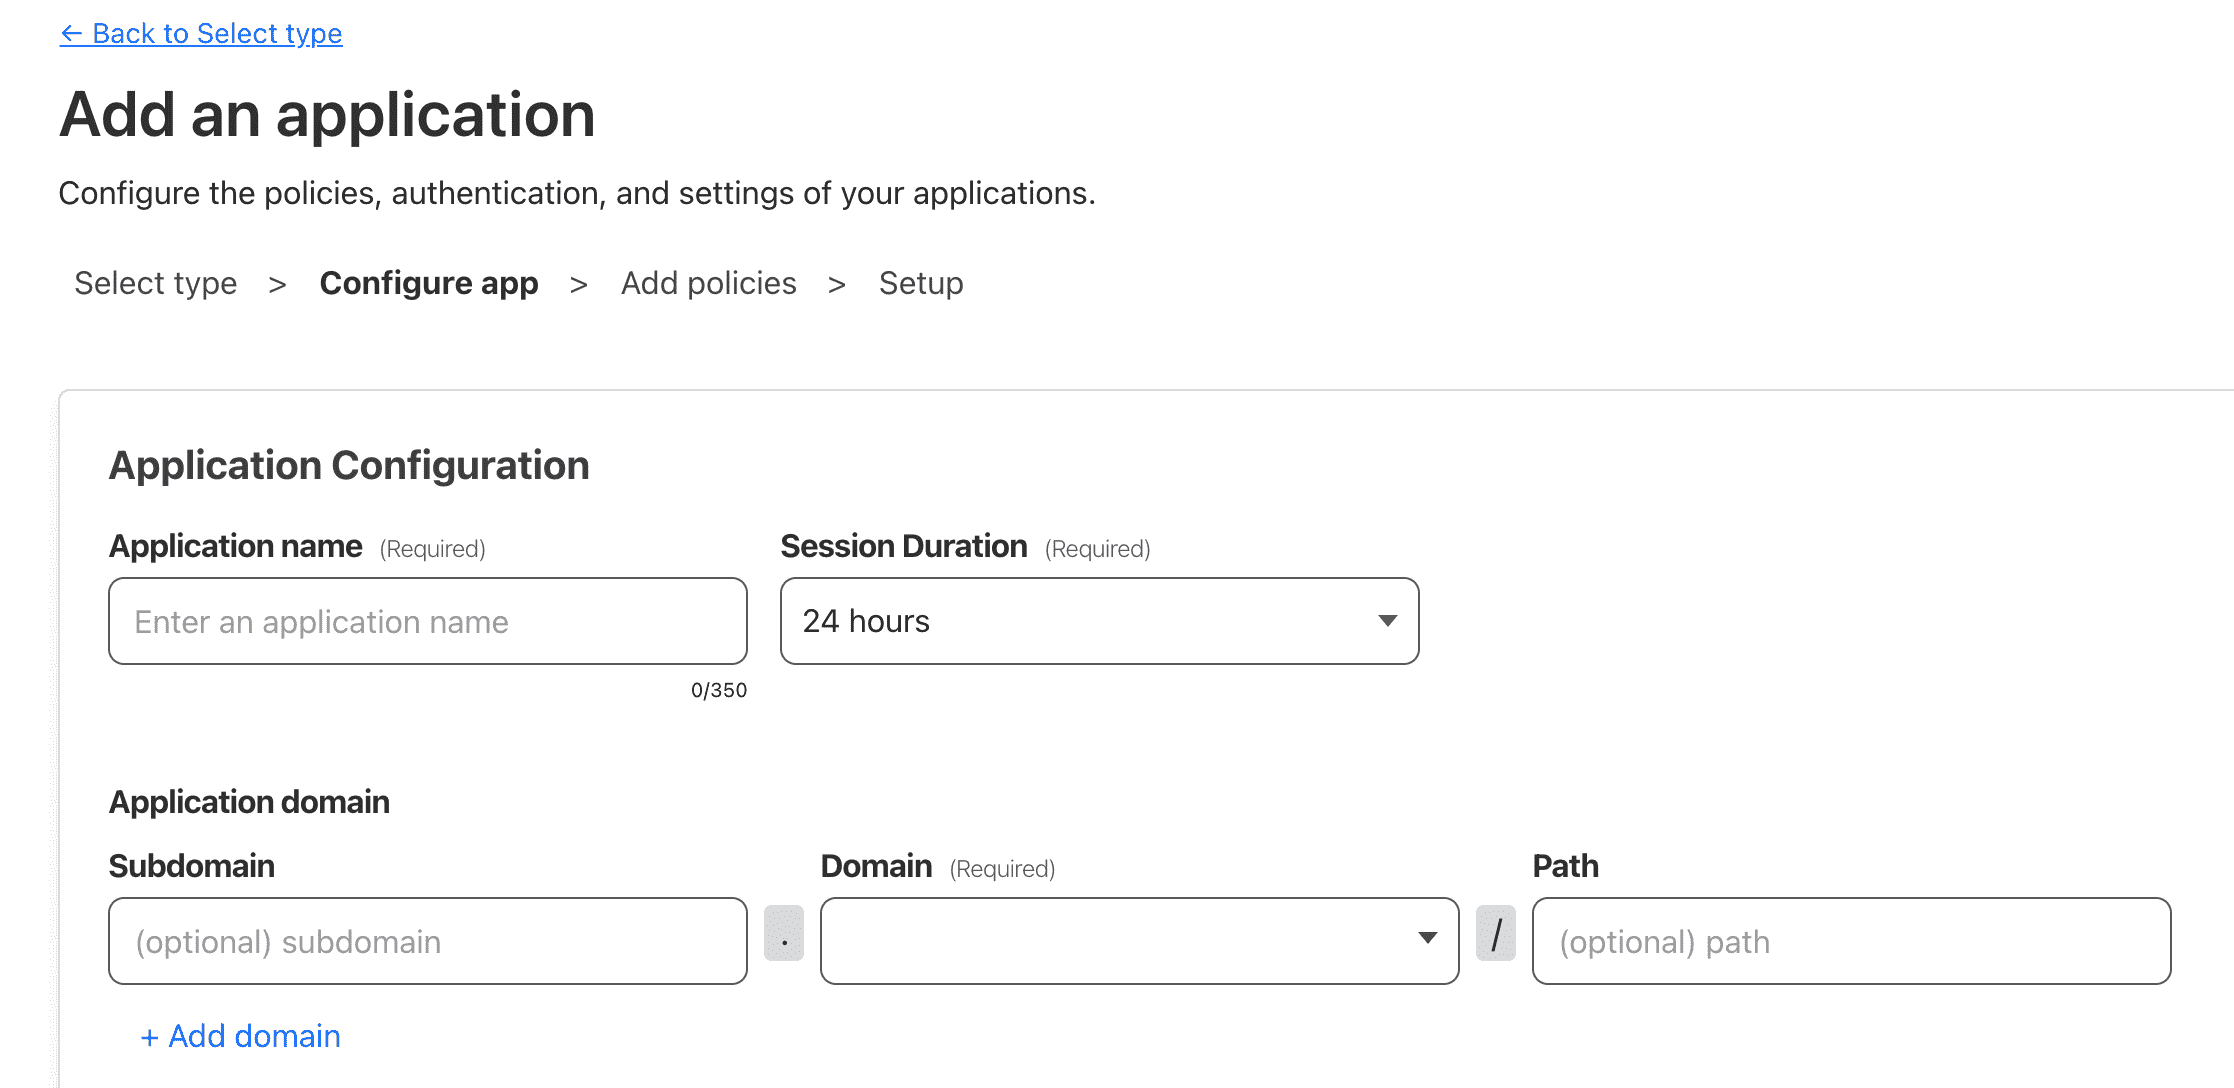 ← Back to Select type
Add an application
Configure the policies, authentication, and settings of your applications.
Select type > Configure app > Add policies > Setup
Application Configuration
Application name (Required) Session Duration (Required)
Enter an application name 24 hours
0/350
Application domain
Subdomain Domain (Required) Path
(optional) subdomain . / (optional) path
+ Add domain